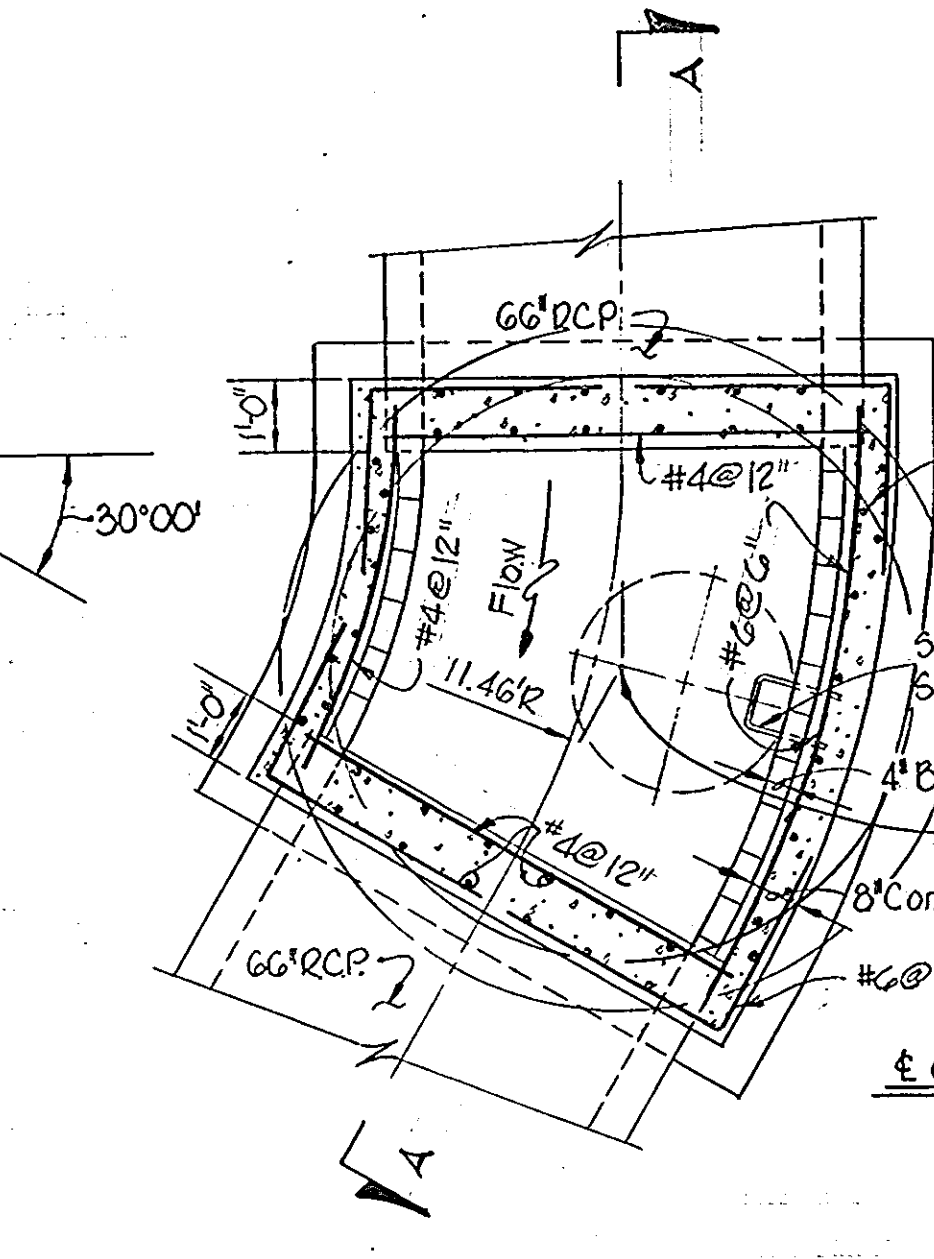 A
66" RCP
1'-0"
#4@12"
30°00'
#4@12"
Flow
#6@6"
11.46'R
S
S
1'-0"
4" B
#4@12"
8" Con
66" R.C.P.
#6@
℄
A